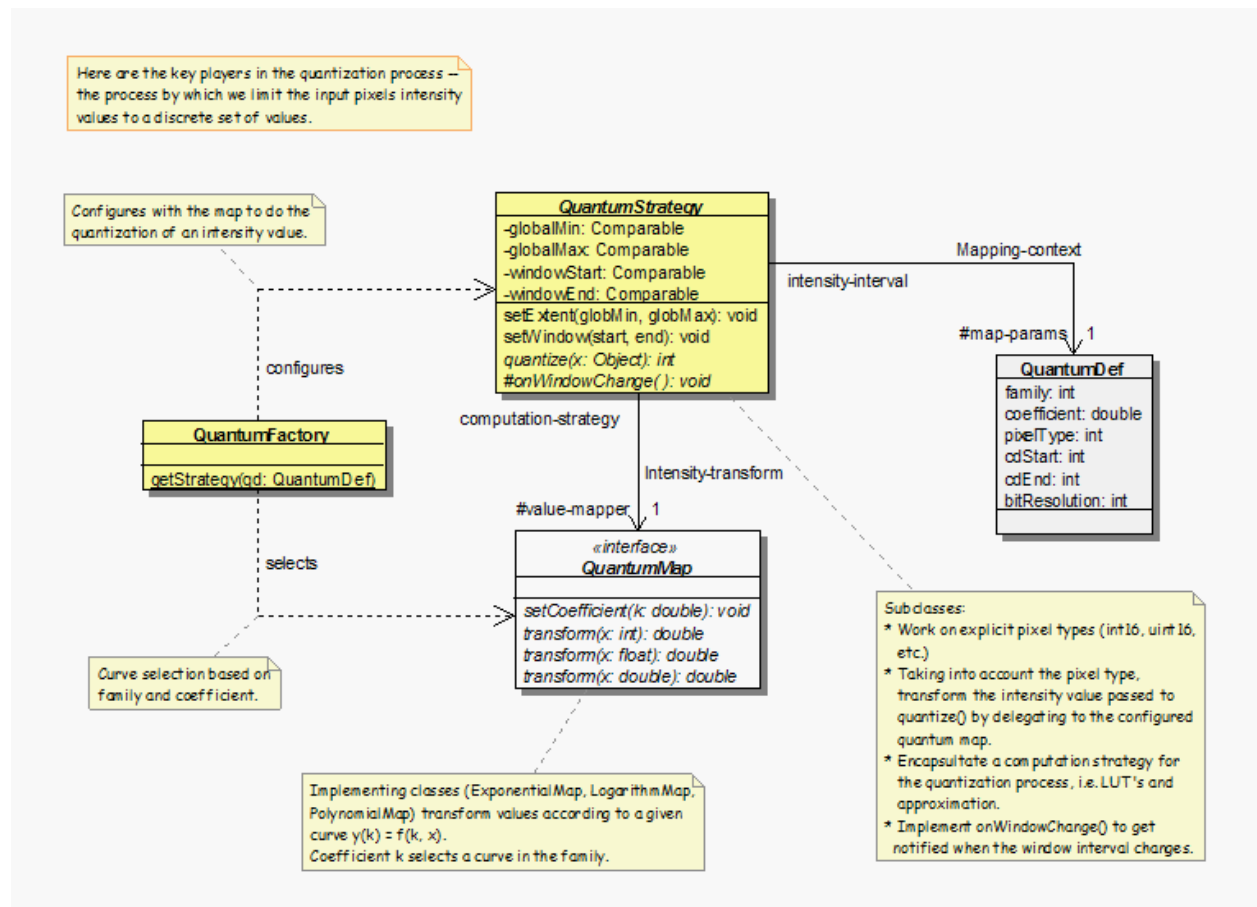 Here are the key players in the quantization process --
the process by which we limit the input pixels intensity
values to a discrete set of values.
Configures with the map to do the
quantization of an intensity value.
QuantumStrategy
-globalMin: Comparable
-globalMax: Comparable
-windowStart: Comparable
-windowEnd: Comparable
setExtent(globMin, globMax): void
setWindow(start, end): void
quantize(x: Object): int
#onWindowChange( ): void
Mapping-context
intensity-interval
#map-params 1
QuantumDef
family: int
coefficient: double
pixelType: int
cdStart: int
cdEnd: int
bitResolution: int
configures
computation-strategy
QuantumFactory
getStrategy(qd: QuantumDef)
Intensity-transform
#value-mapper 1
selects
«interface»
QuantumMap
setCoefficient(k: double): void
transform(x: int): double
transform(x: float): double
transform(x: double): double
Curve selection based on
family and coefficient.
Subclasses:
* Work on explicit pixel types (int16, uint16,
etc.)
* Taking into account the pixel type,
transform the intensity value passed to
quantize() by delegating to the configured
quantum map.
* Encapsultate a computation strategy for
the quantization process, i.e. LUT's and
approximation.
* Implement onWindowChange() to get
notified when the window interval changes.
Implementing classes (ExponentialMap, LogarithmMap,
PolynomialMap) transform values according to a given
curve y(k) = f(k, x).
Coefficient k selects a curve in the family.